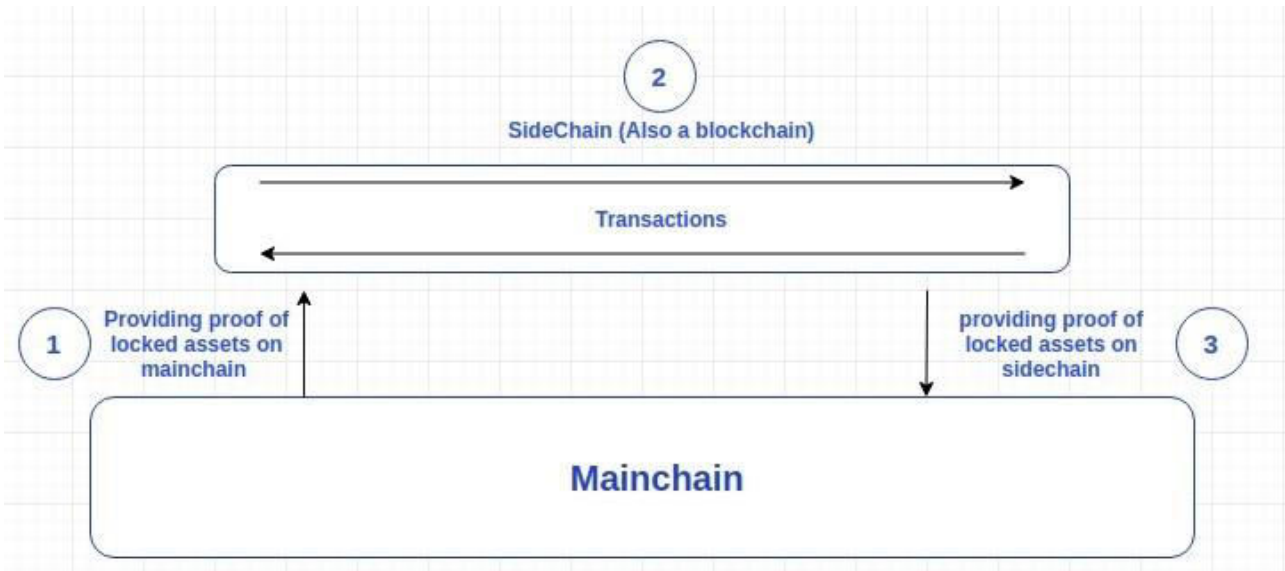 2
SideChain (Also a blockchain)
Transactions
1
Providing proof of
locked assets on
mainchain
providing proof of
locked assets on
sidechain
3
Mainchain